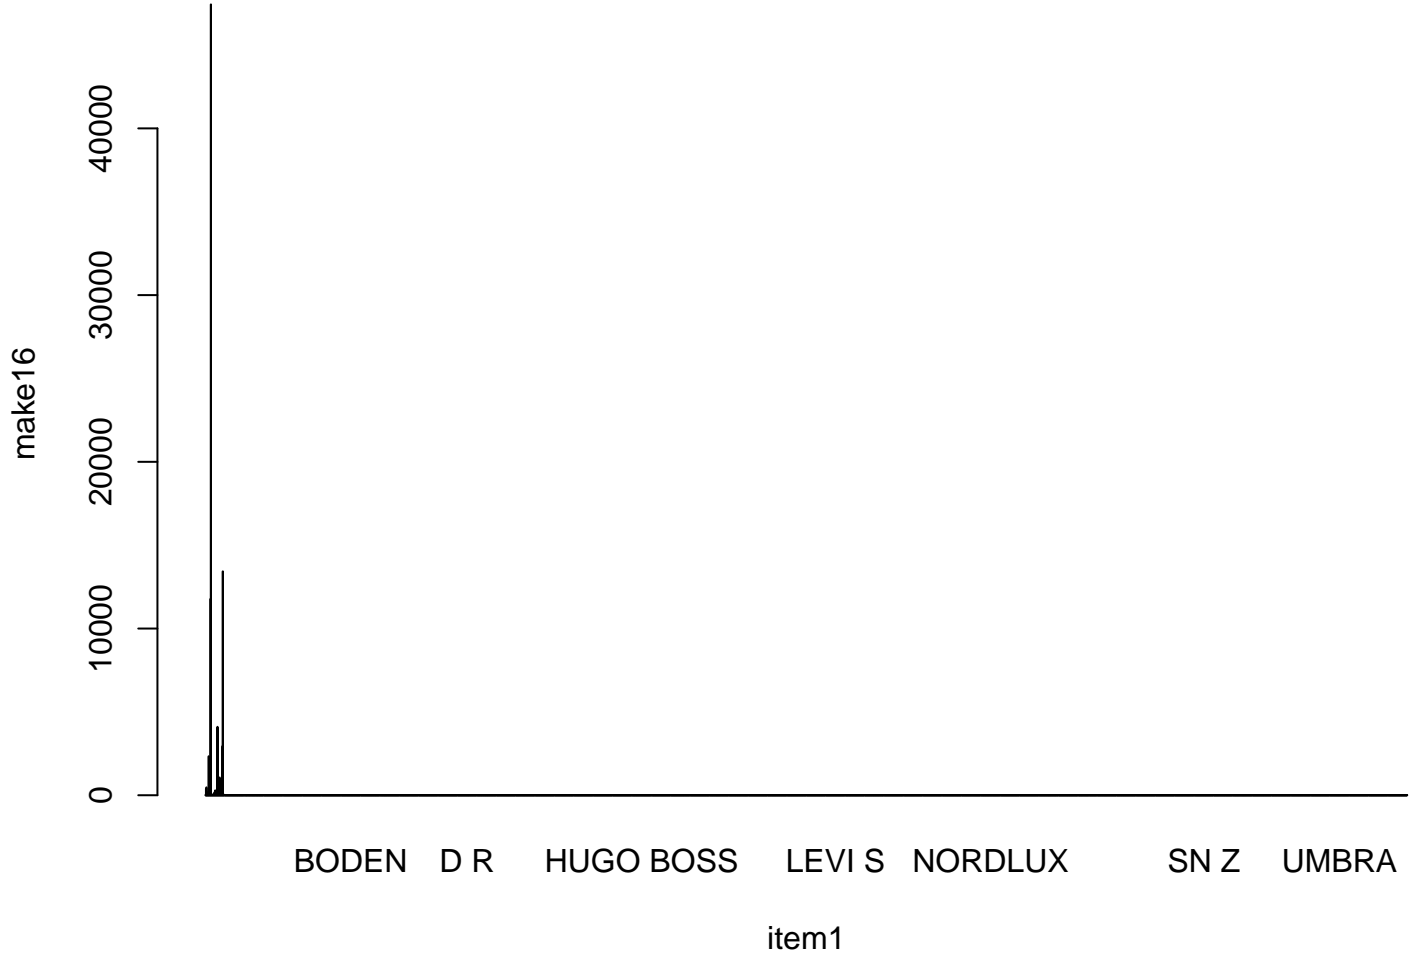 make16
40000
30000
20000
10000
0
BODEN D R HUGO BOSS LEVI S NORDLUX SN Z UMBRA
item1